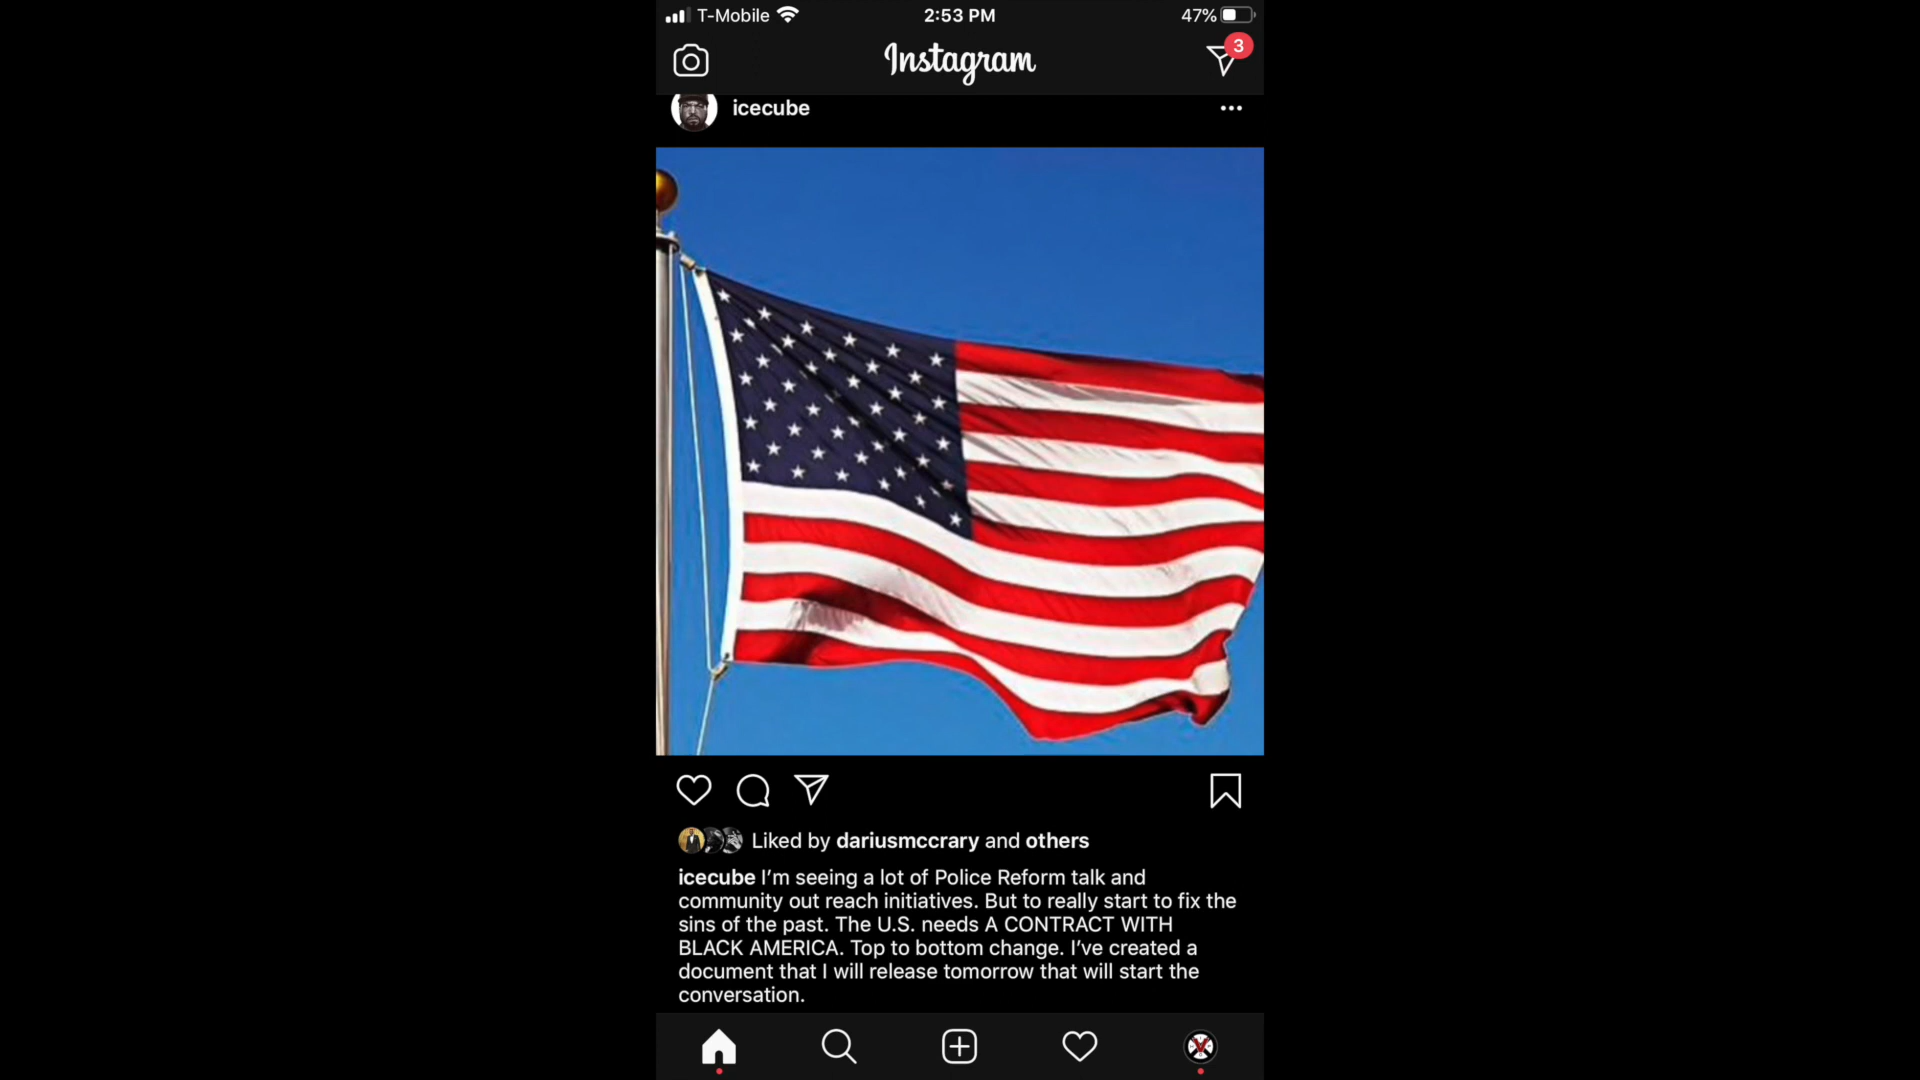 T-Mobile 2:53 PM 47%
Instagram 3
icecube
Liked by dariusmccrary and others
icecube I’m seeing a lot of Police Reform talk and
community out reach initiatives. But to really start to fix the
sins of the past. The U.S. needs A CONTRACT WITH
BLACK AMERICA. Top to bottom change. I’ve created a
document that I will release tomorrow that will start the
conversation.